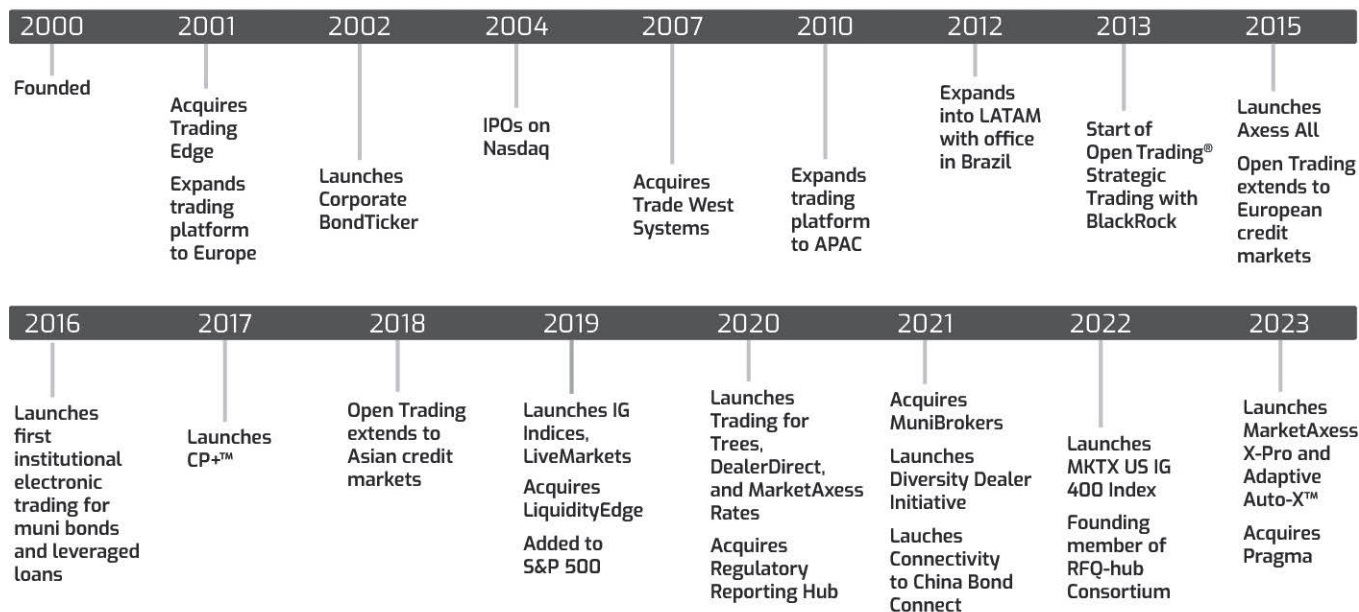 2000 2001 2002 2004 2007 2010 2012 2013 2015
Founded
Acquires
Trading
Edge
Expands
trading
platform
to Europe
Launches
Corporate
BondTicker
IPOs on
Nasdaq
Acquires
Trade West
Systems
Expands
trading
platform
to APAC
Expands
into LATAM
with office
in Brazil
Start of
Open Trading®
Strategic
Trading with
BlackRock
Launches
Axess All
Open Trading
extends to
European
credit
markets
2016 2017 2018 2019 2020 2021 2022 2023
Launches
first
institutional
electronic
trading for
muni bonds
and leveraged
loans
Launches
CP+™
Open Trading
extends to
Asian credit
markets
Launches IG
Indices,
LiveMarkets
Acquires
LiquidityEdge
Added to
S&P 500
Launches
Trading for
Trees,
DealerDirect,
and MarketAxess
Rates
Acquires
Regulatory
Reporting Hub
Acquires
MuniBrokers
Launches
Diversity Dealer
Initiative
Lauches
Connectivity
to China Bond
Connect
Launches
MKTX US IG
400 Index
Founding
member of
RFQ-hub
Consortium
Launches
MarketAxess
X-Pro and
Adaptive
Auto-X™
Acquires
Pragma